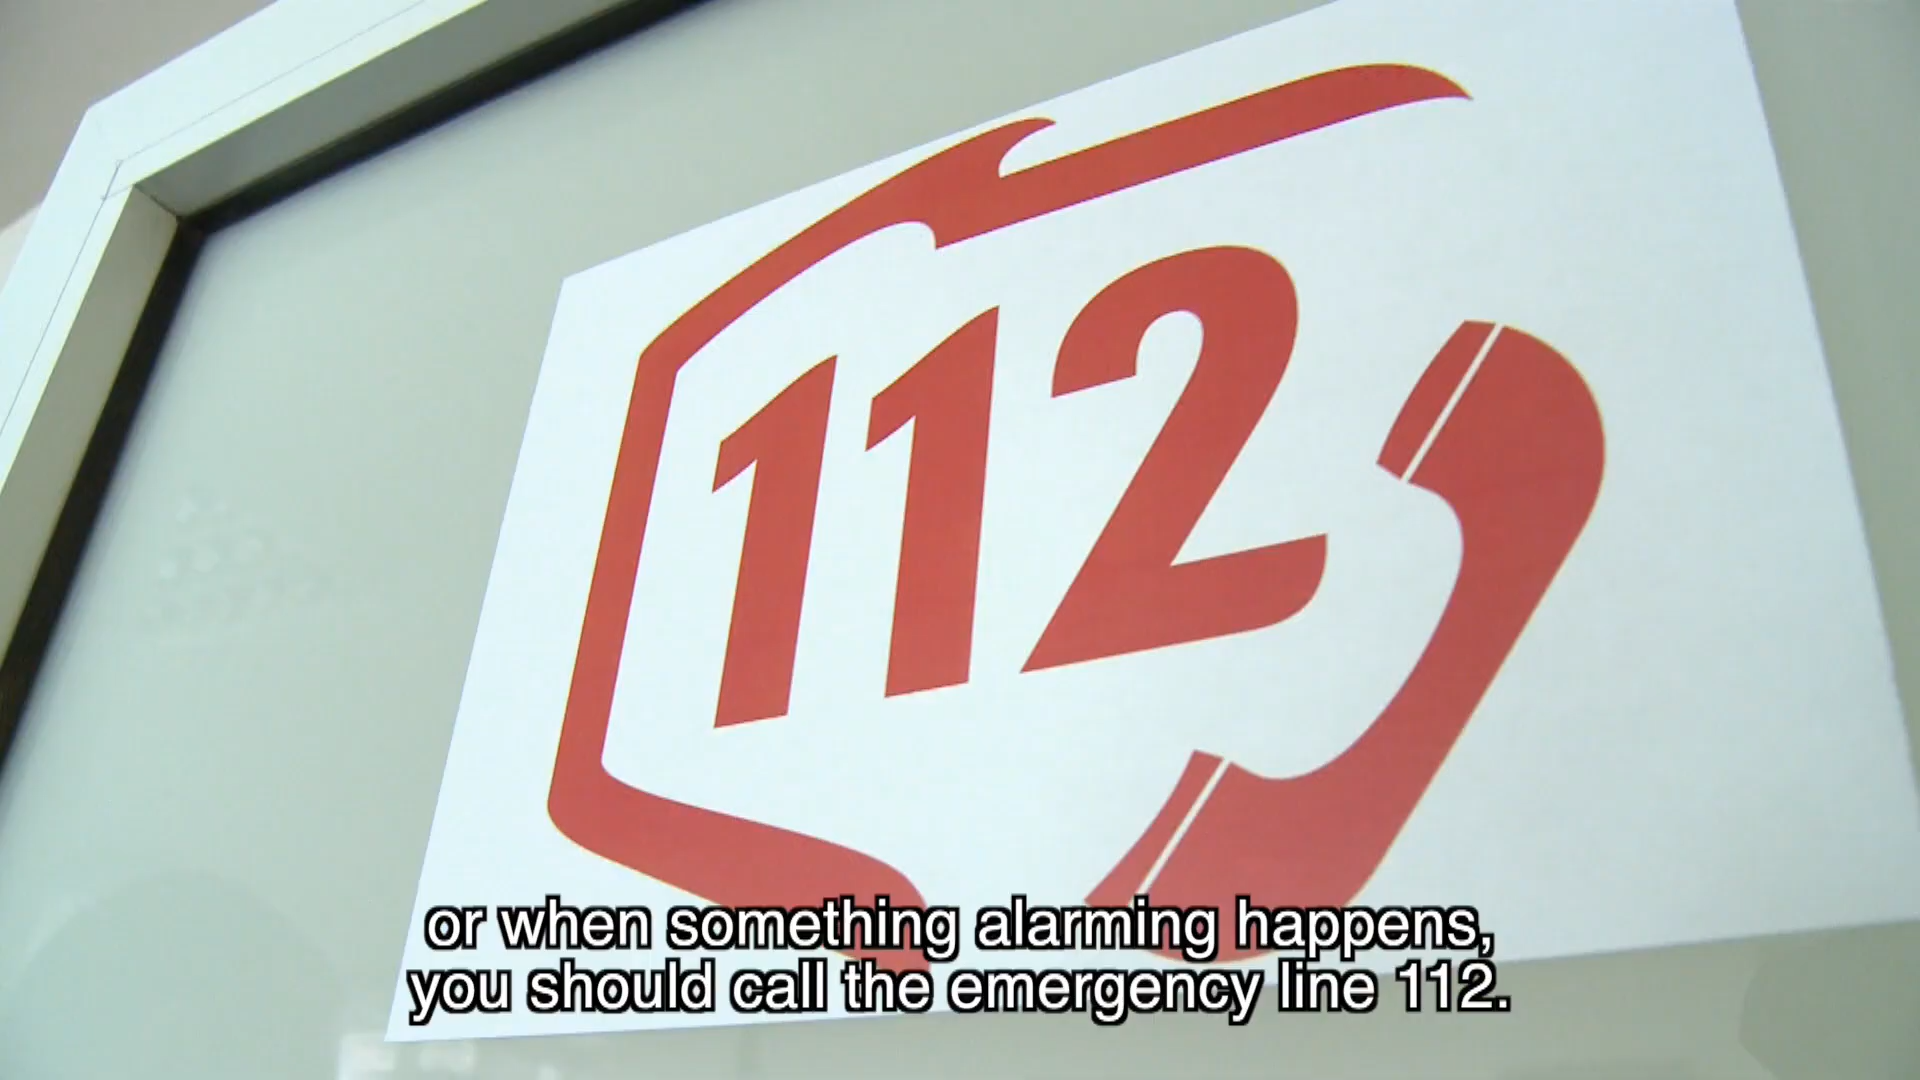 112
or when something alarming happens,
you should call the emergency line 112.